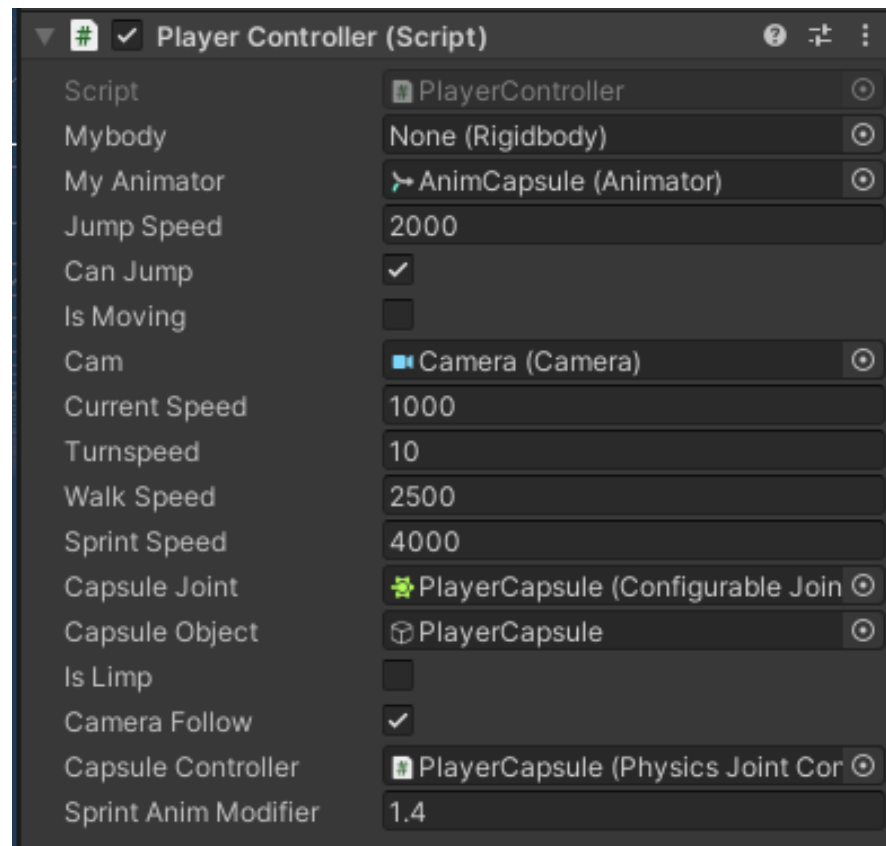 Player Controller (Script)
Script PlayerController
Mybody None (Rigidbody)
My Animator AnimCapsule (Animator)
Jump Speed 2000
Can Jump
Is Moving
Cam Camera (Camera)
Current Speed 1000
Turnspeed 10
Walk Speed 2500
Sprint Speed 4000
Capsule Joint PlayerCapsule (Configurable Join
Capsule Object PlayerCapsule
Is Limp
Camera Follow
Capsule Controller PlayerCapsule (Physics Joint Cor
Sprint Anim Modifier 1.4